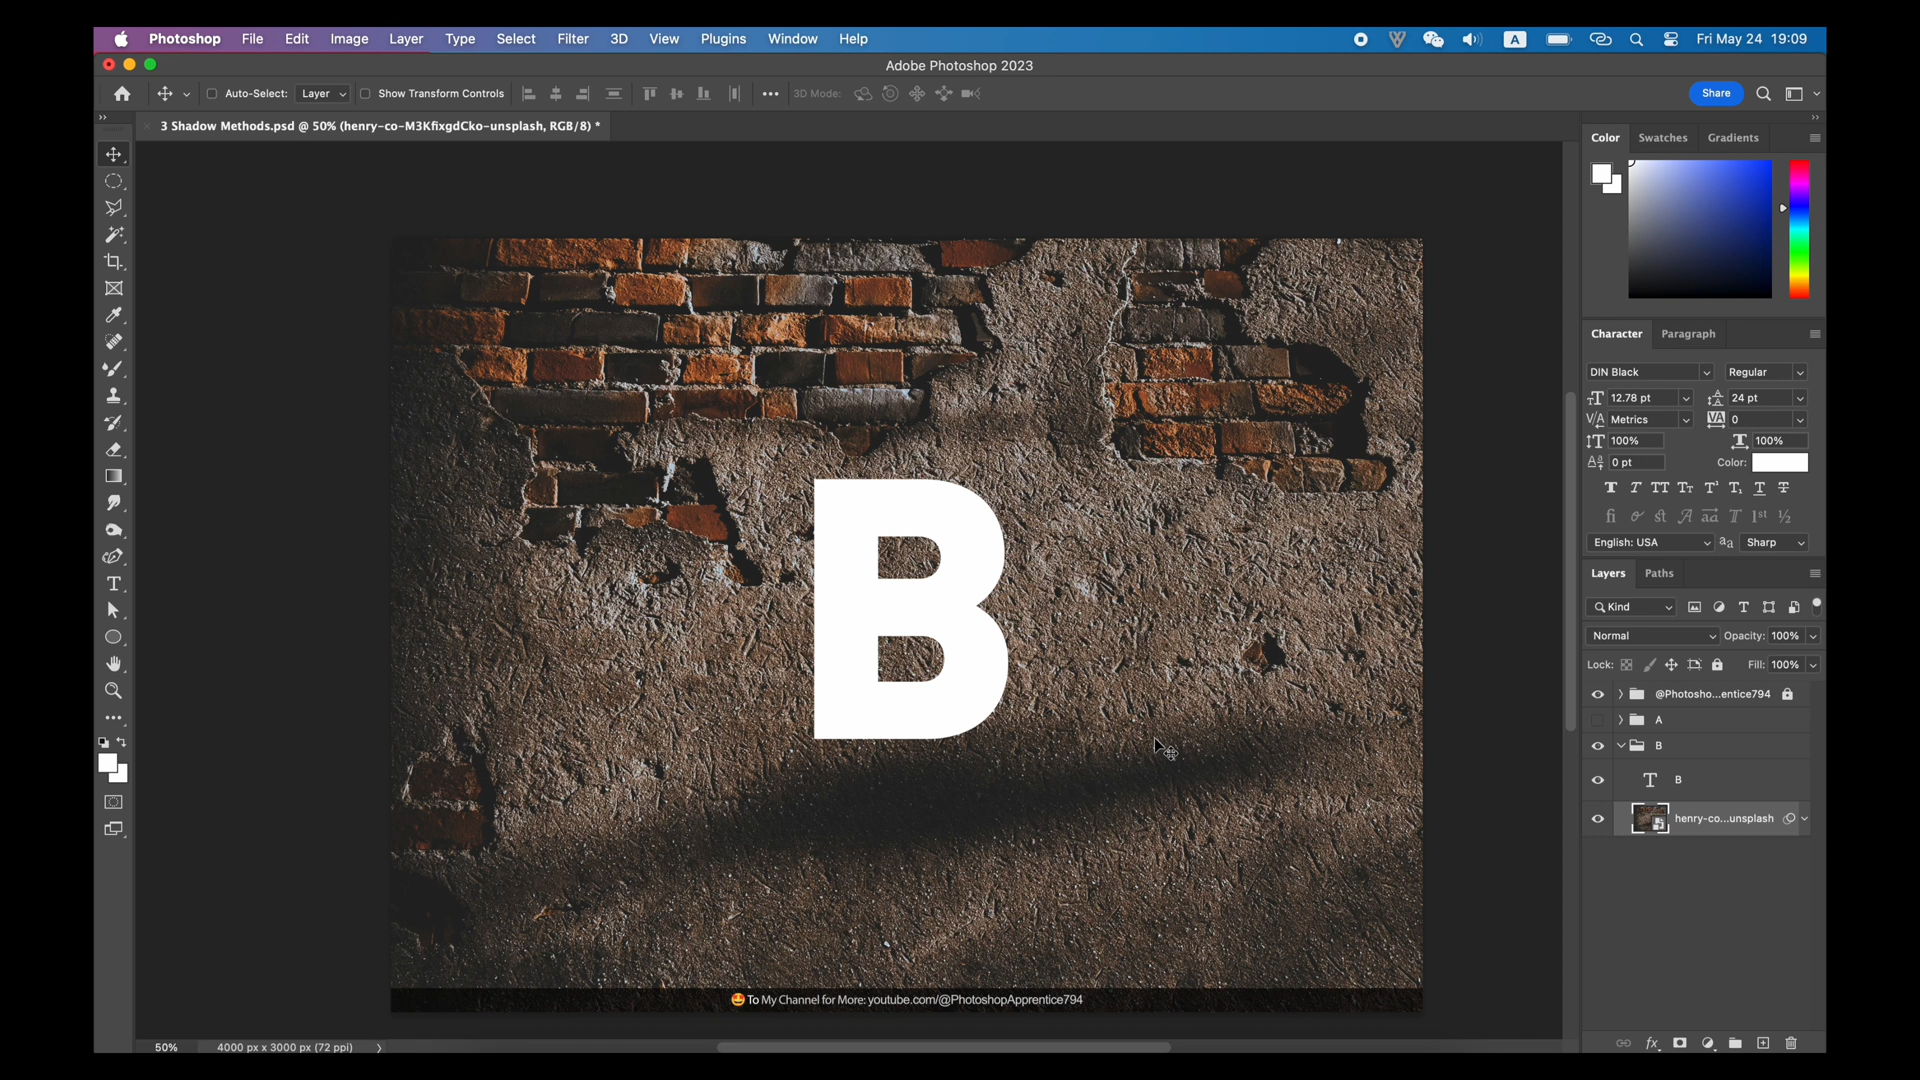 Photoshop File Edit Image Layer Type Select Filter 3D View Plugins Window Help A Fri May 24 19:09
Adobe Photoshop 2023
Auto-Select: Layer Show Transform Controls 3D Mode: Share
3 Shadow Methods.psd @ 50% (henry-co-M3KfixgdCko-unsplash, RGB/8) *
Color Swatches Gradients
Character Paragraph
DIN Black Regular
12.78 pt 24 pt
Metrics 0
100% 100%
0 pt Color:
English: USA Sharp
Layers Paths
Kind
Normal Opacity: 100%
Lock: Fill: 100%
@Photosho...entice794
A
B
B
henry-co...unsplash
B
To My Channel for More: youtube.com/@PhotoshopApprentice794
50% 4000 px x 3000 px (72 ppi)